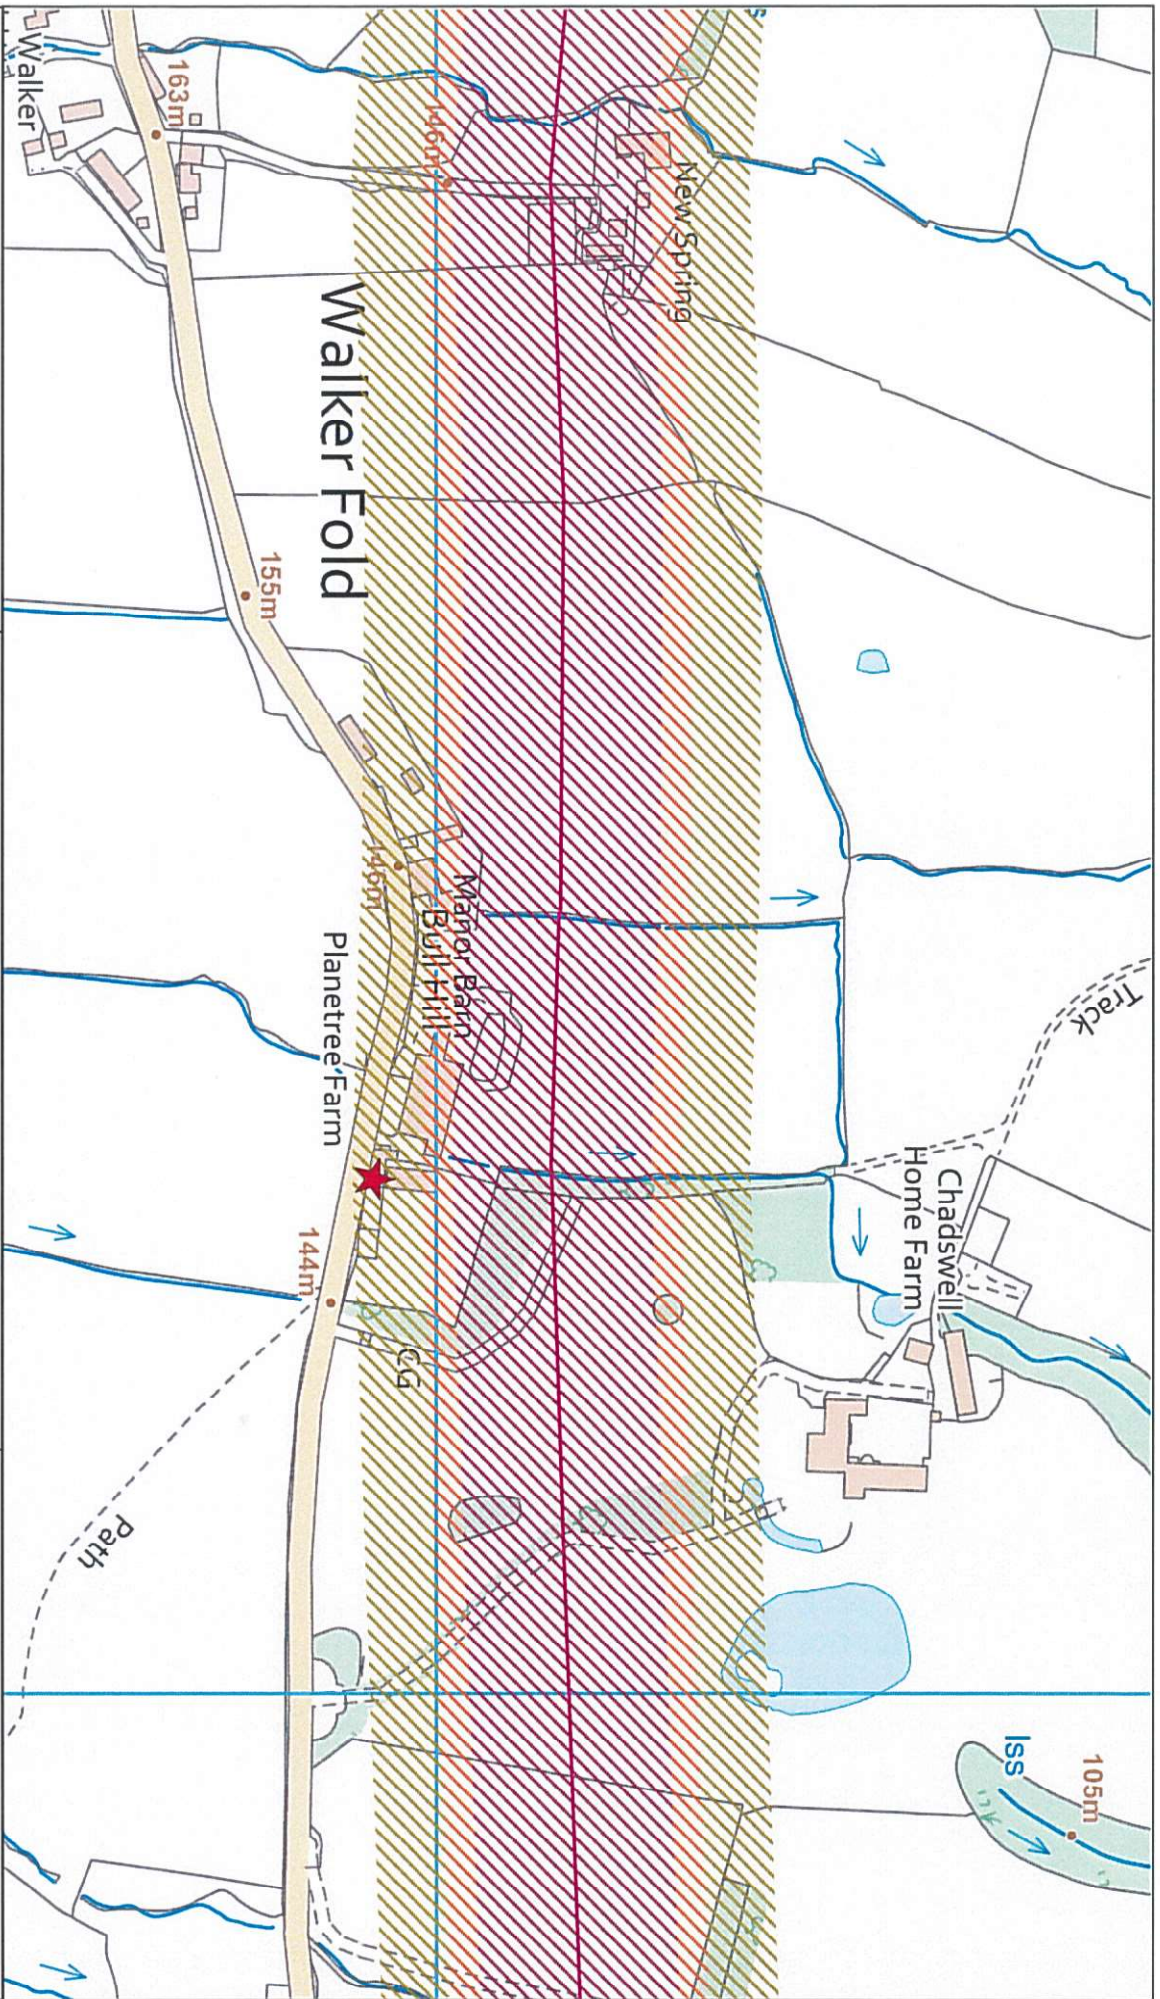 Walker
163m
146m
New Spring
Walker Fold
155m
146m
Manor Barn
Bull Hill
Planetree Farm
144m
CG
Path
Track
Chadswell
Home Farm
Iss
105m